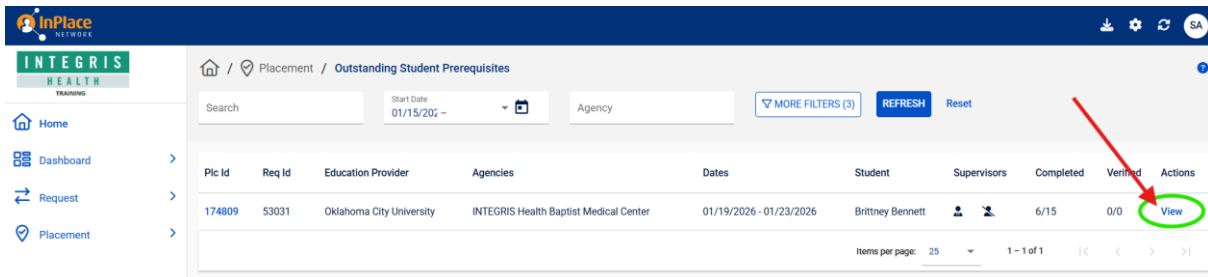 InPlace
NETWORK
SA
INTEGRIS
HEALTH
TRAINING
Placement / Outstanding Student Prerequisites
Search
Start Date
01/15/202 –
Agency
MORE FILTERS (3)
REFRESH
Reset
Home
Dashboard
Request
Placement
Plc Id Req Id Education Provider Agencies Dates Student Supervisors Completed Verified Actions
174809 53031 Oklahoma City University INTEGRIS Health Baptist Medical Center 01/19/2026 - 01/23/2026 Brittney Bennett 6/15 0/0 View
Items per page: 25 1 – 1 of 1